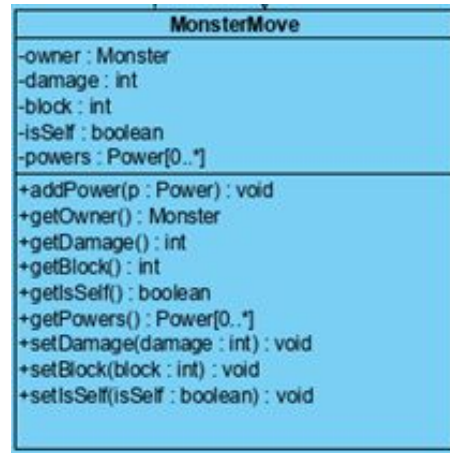 MonsterMove
-owner : Monster
-damage : int
-block : int
-isSelf : boolean
-powers : Power[0..*]
+addPower(p : Power) : void
+getOwner() : Monster
+getDamage() : int
+getBlock() : int
+getIsSelf() : boolean
+getPowers() : Power[0..*]
+setDamage(damage : int) : void
+setBlock(block : int) : void
+setIsSelf(isSelf : boolean) : void